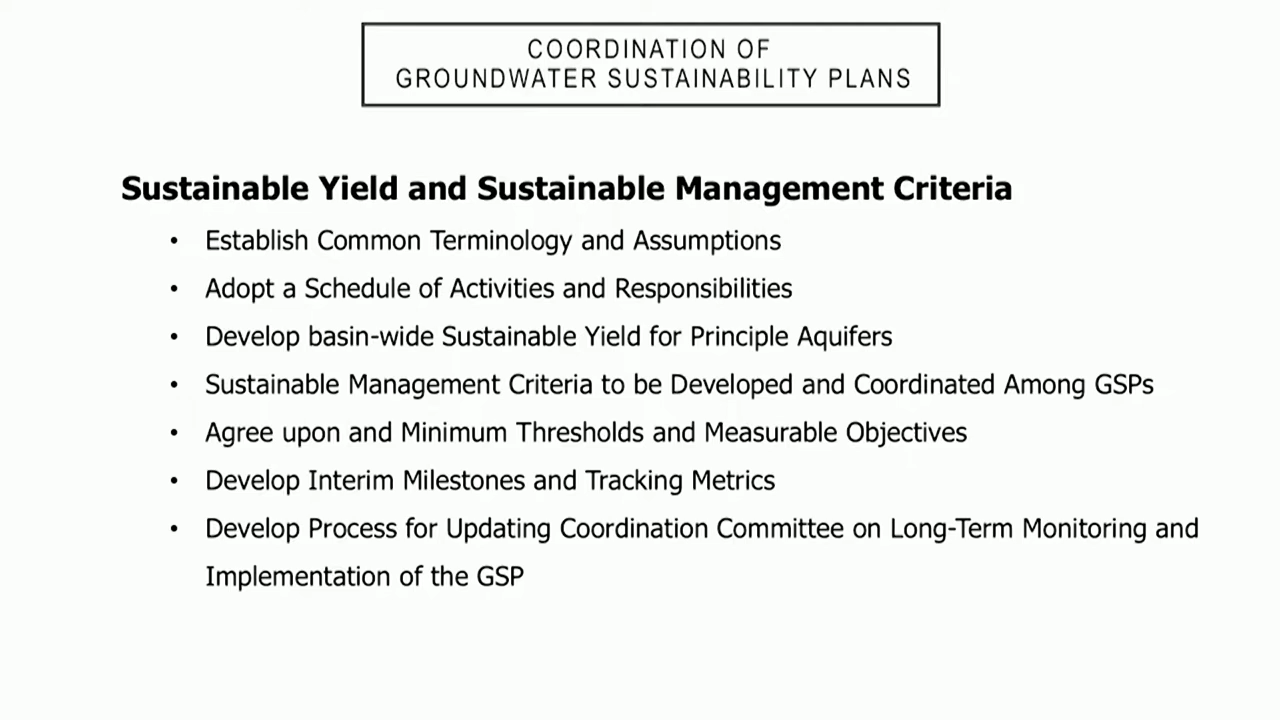 COORDINATION OF
GROUNDWATER SUSTAINABILITY PLANS
Sustainable Yield and Sustainable Management Criteria
• Establish Common Terminology and Assumptions
• Adopt a Schedule of Activities and Responsibilities
• Develop basin-wide Sustainable Yield for Principle Aquifers
• Sustainable Management Criteria to be Developed and Coordinated Among GSPs
• Agree upon and Minimum Thresholds and Measurable Objectives
• Develop Interim Milestones and Tracking Metrics
• Develop Process for Updating Coordination Committee on Long-Term Monitoring and
Implementation of the GSP